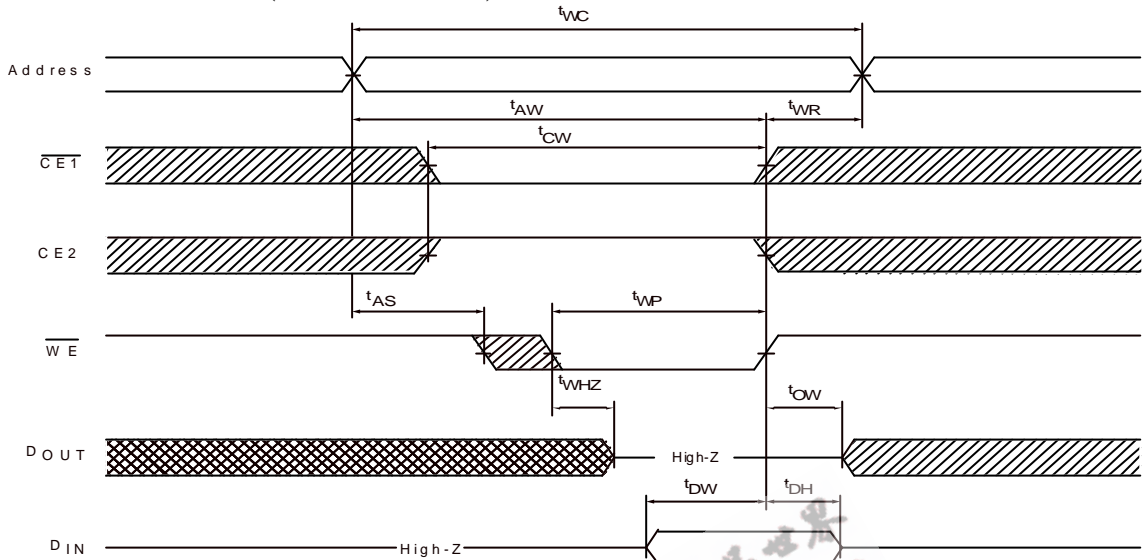 tWC
Address
tAW
tWR
tCW
CE1
CE2
tAS
tWP
WE
tWHZ
tOW
DOUT
High-Z
tDW
tDH
DIN
High-Z